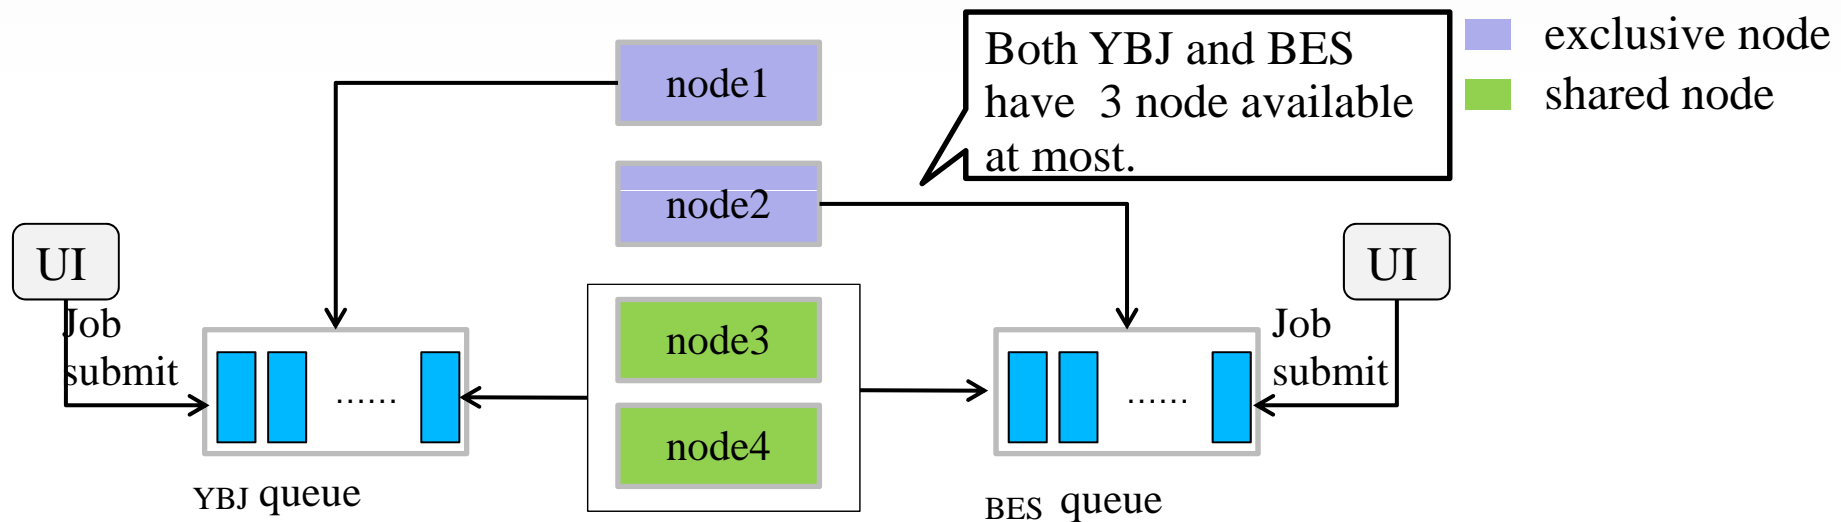 node1
Both YBJ and BES
have 3 node available
at most.
exclusive node
shared node
node2
UI
UI
Job
submit
node3
Job
submit
......
......
node4
YBJ queue
BES queue